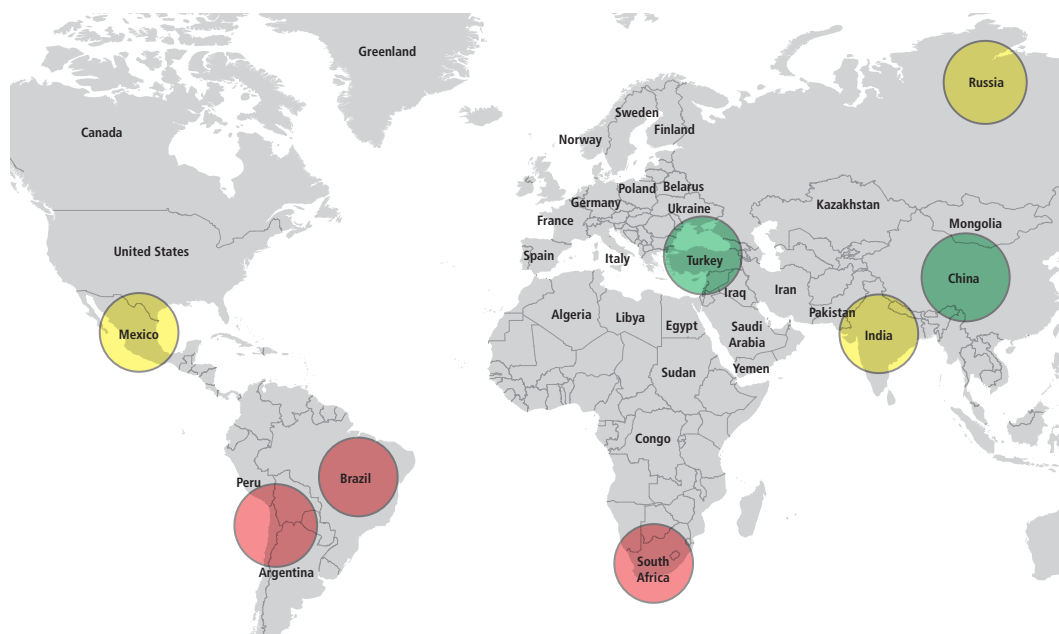 Greenland
Russia
Canada
Sweden
Norway
Finland
Poland
Belarus
Germany
Ukraine
Kazakhstan
France
Mongolia
United States
Spain
Italy
Turkey
China
Iraq
Iran
Algeria
Libya
Egypt
Pakistan
Mexico
Saudi
Arabia
India
Sudan
Yemen
Congo
Peru
Brazil
South
Africa
Argentina